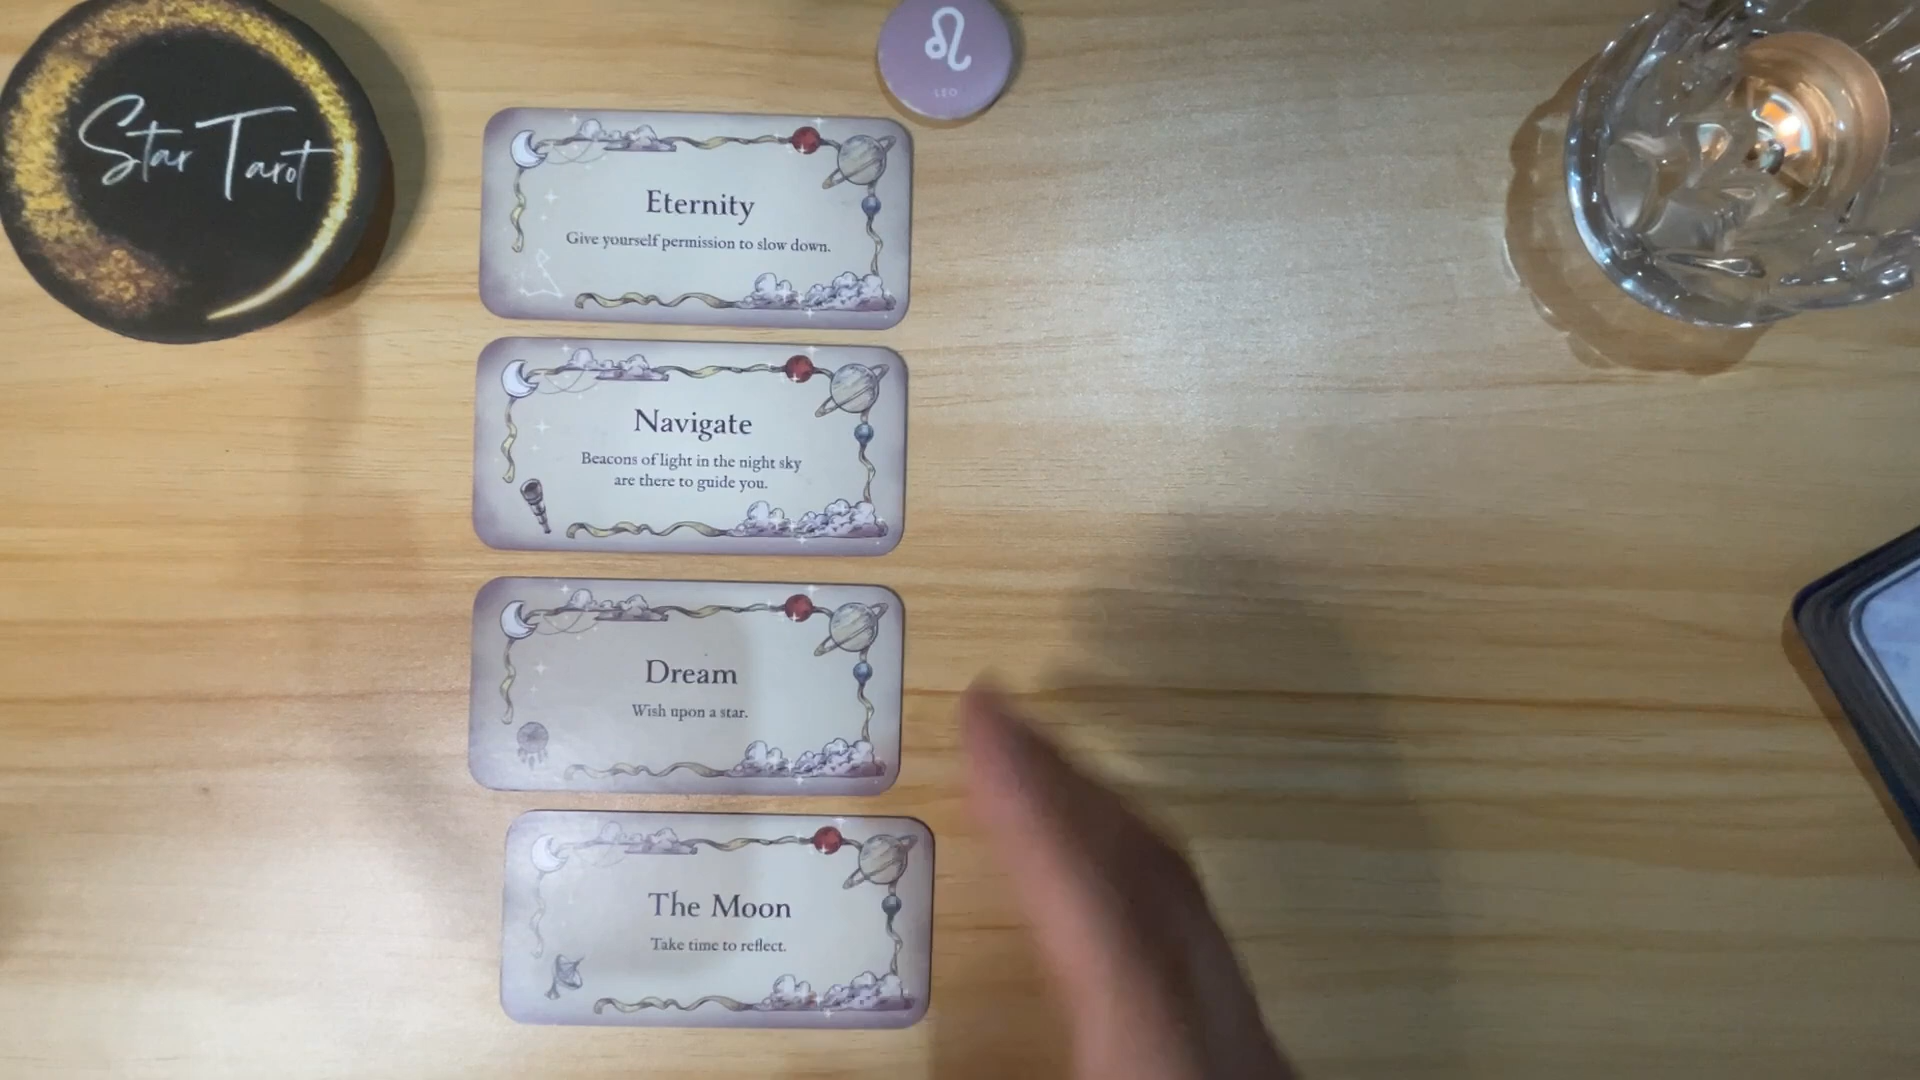 Star Tarot
LEO
Eternity
Give yourself permission to slow down.
Navigate
Beacons of light in the night sky
are there to guide you.
Dream
Wish upon a star.
The Moon
Take time to reflect.